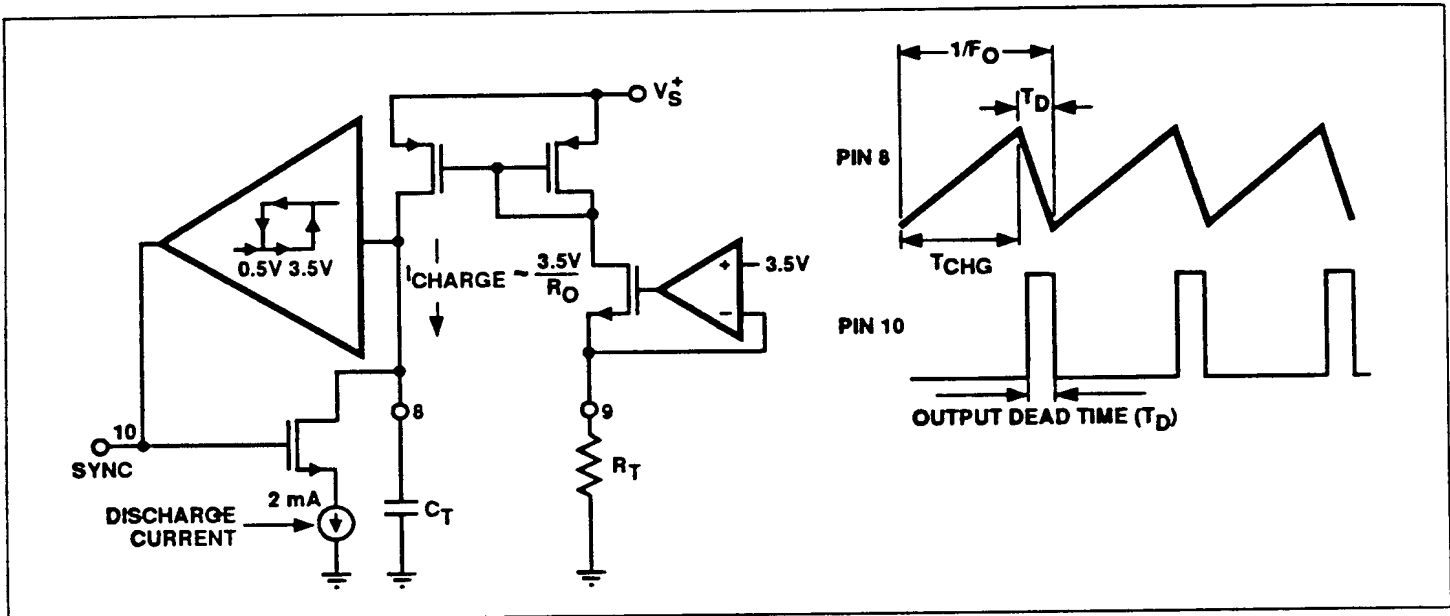 V_S^+
0.5V 3.5V
I_CHARGE ~ 3.5V/R_O
+ 3.5V
−
10
SYNC
8
9
2 mA
DISCHARGE
CURRENT
C_T
R_T
1/F_O
T_D
PIN 8
T_CHG
PIN 10
OUTPUT DEAD TIME (T_D)